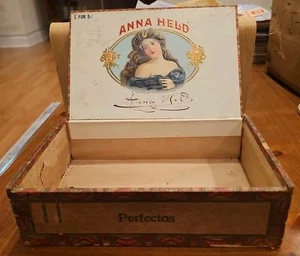 2 FOR 5¢
ANNA HELD
Anna Held
Perfectos